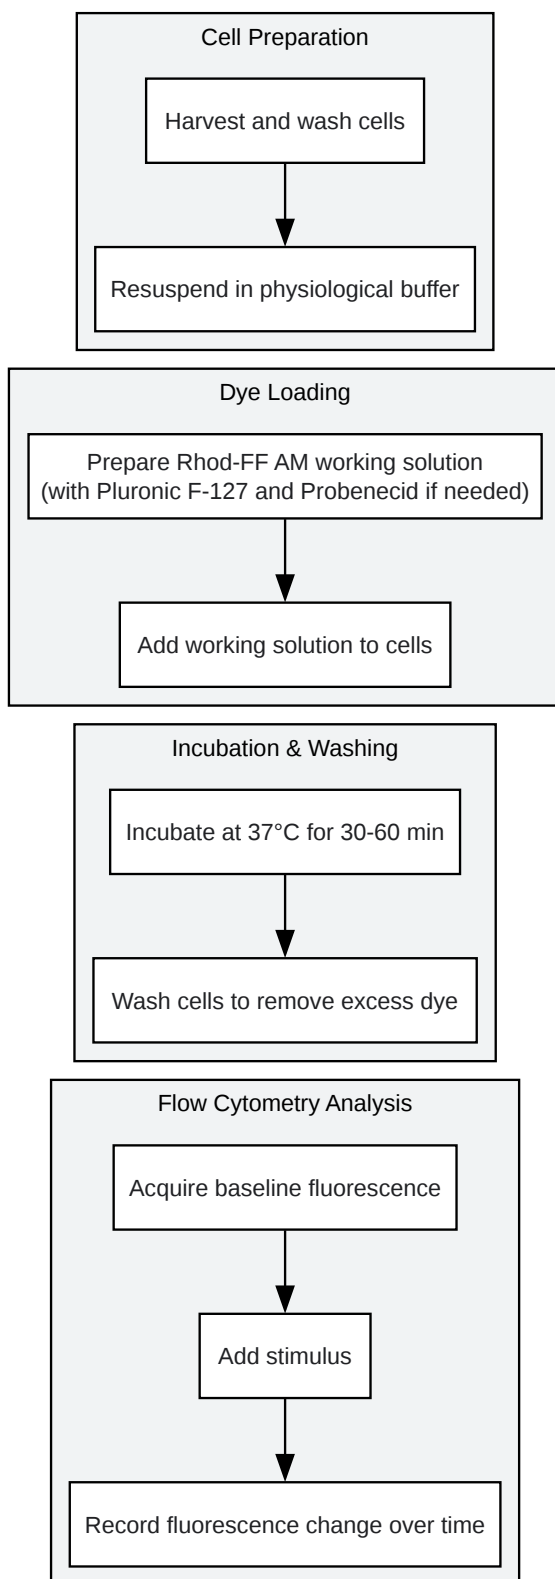 Cell Preparation
Harvest and wash cells
Resuspend in physiological buffer
Dye Loading
Prepare Rhod-FF AM working solution
(with Pluronic F-127 and Probenecid if needed)
Add working solution to cells
Incubation & Washing
Incubate at 37°C for 30-60 min
Wash cells to remove excess dye
Flow Cytometry Analysis
Acquire baseline fluorescence
Add stimulus
Record fluorescence change over time